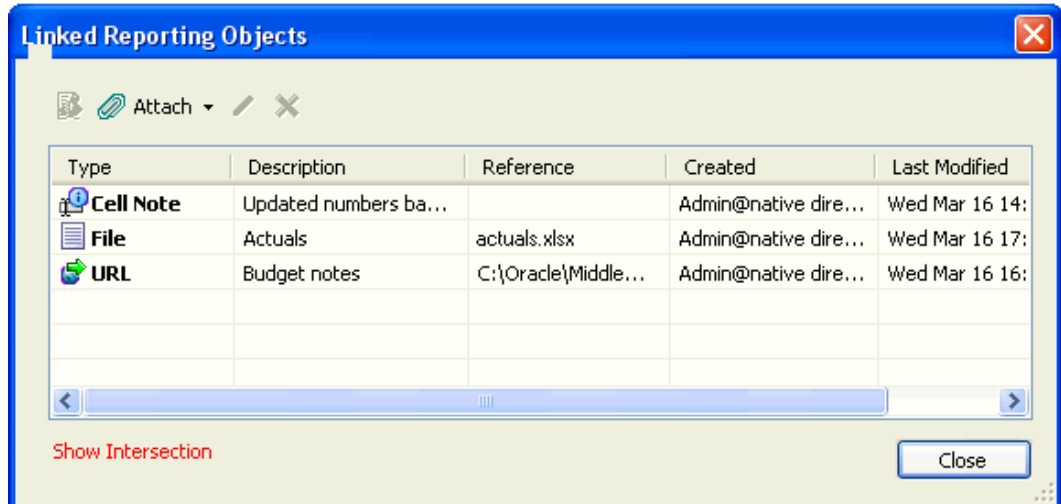 Linked Reporting Objects
Attach
Type Description Reference Created Last Modified
Cell Note Updated numbers ba... Admin@native dire... Wed Mar 16 14:
File Actuals actuals.xlsx Admin@native dire... Wed Mar 16 17:
URL Budget notes C:\Oracle\Middle... Admin@native dire... Wed Mar 16 16:
Show Intersection Close